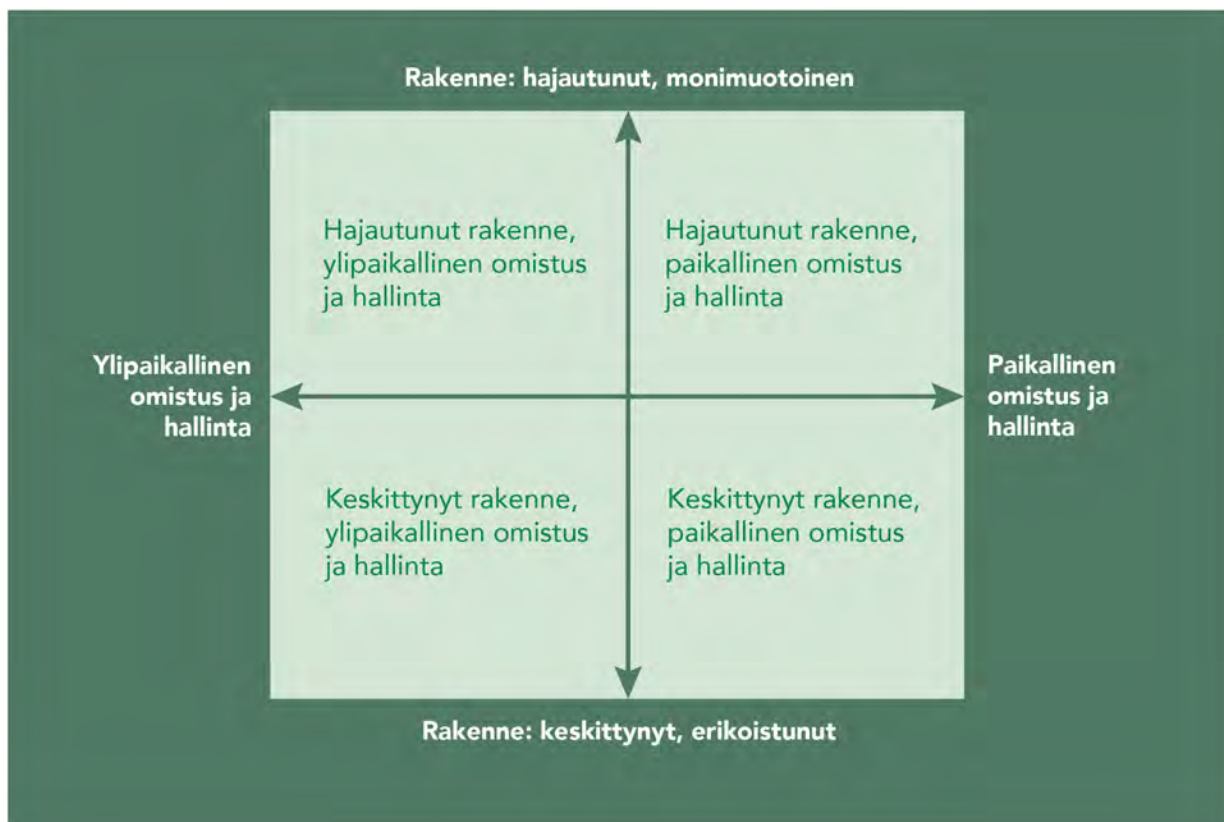 Rakenne: hajautunut, monimuotoinen
Hajautunut rakenne,
ylipaikallinen omistus
ja hallinta
Hajautunut rakenne,
paikallinen omistus
ja hallinta
Ylipaikallinen
omistus ja
hallinta
Paikallinen
omistus ja
hallinta
Keskittynyt rakenne,
ylipaikallinen omistus
ja hallinta
Keskittynyt rakenne,
paikallinen omistus
ja hallinta
Rakenne: keskittynyt, erikoistunut